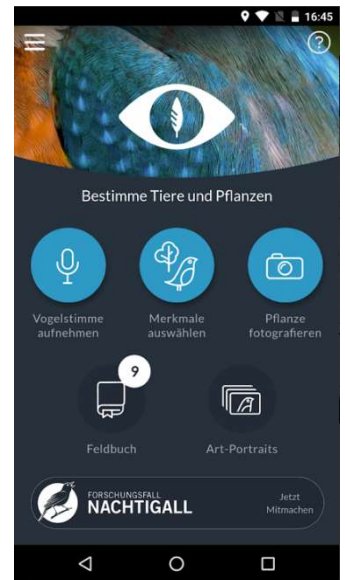 16:45
?
Bestimme Tiere und Pflanzen
Vogelstimme
aufnehmen
Merkmale
auswählen
Pflanze
fotografieren
9
Feldbuch
Art-Portraits
FORSCHUNGSFALL
NACHTIGALL
Jetzt
Mitmachen